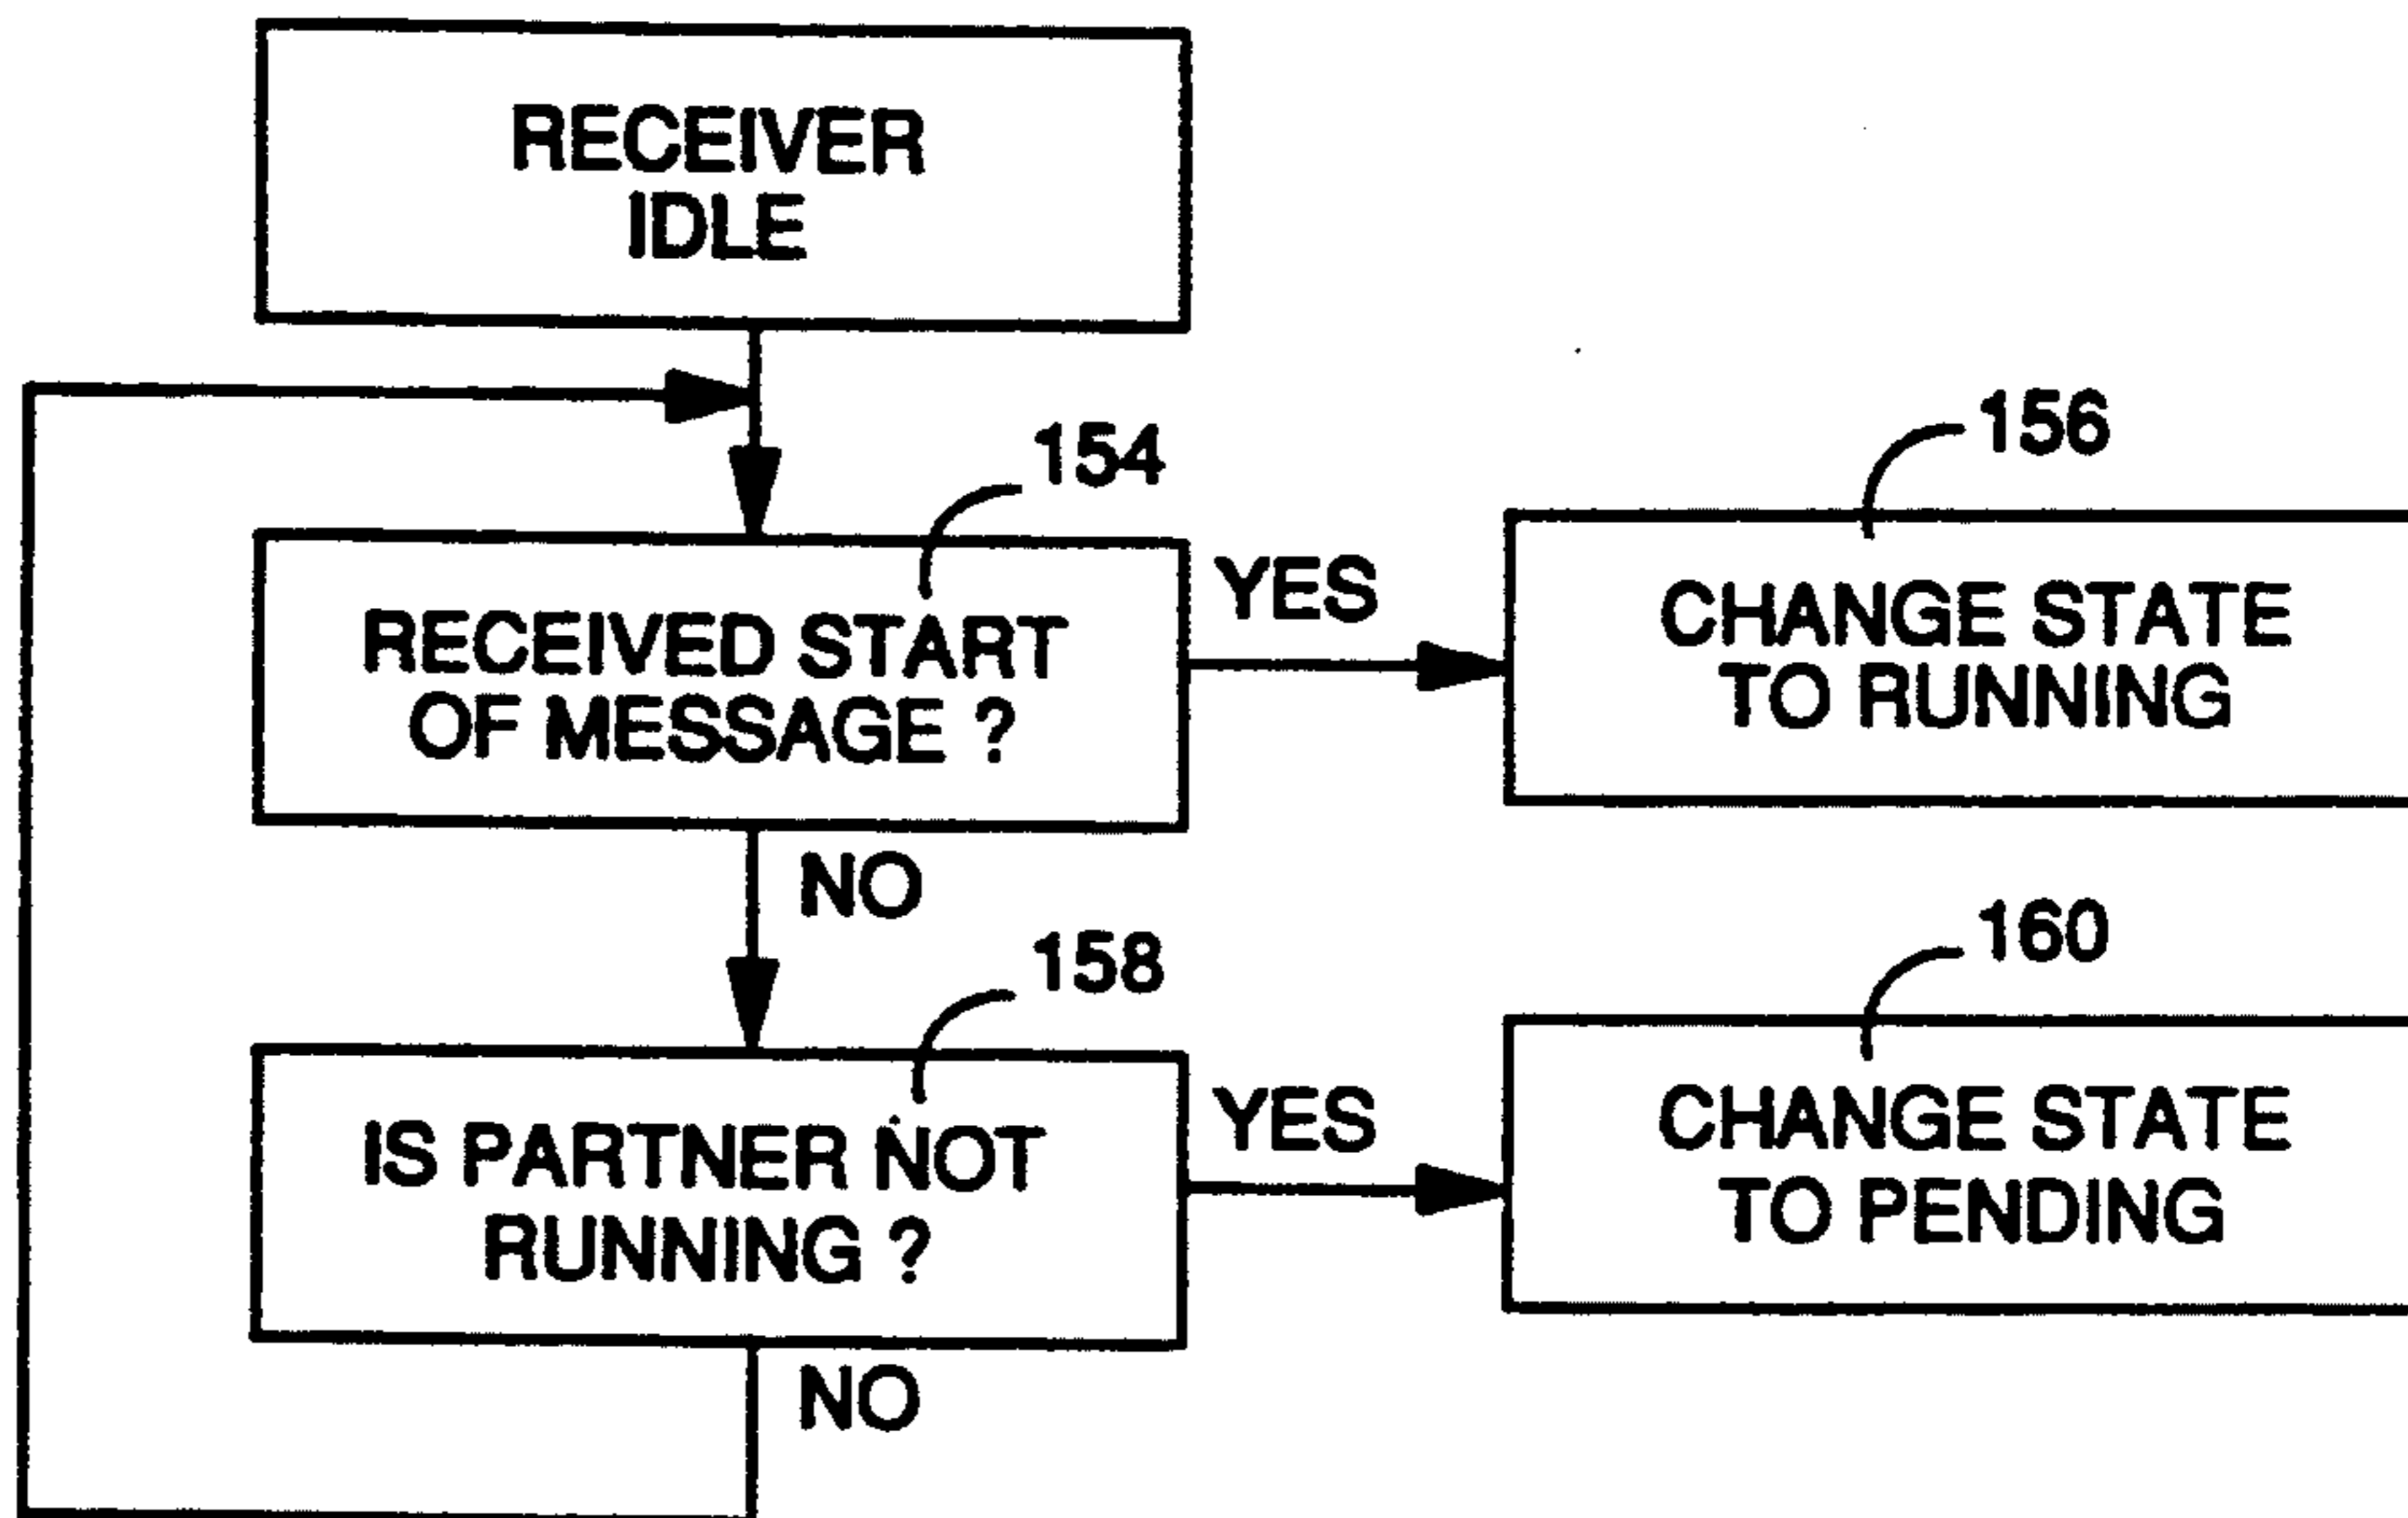 RECEIVER
IDLE
154
156
RECEIVED START
OF MESSAGE ?
YES
CHANGE STATE
TO RUNNING
NO
158
160
IS PARTNER NOT
RUNNING ?
YES
CHANGE STATE
TO PENDING
NO